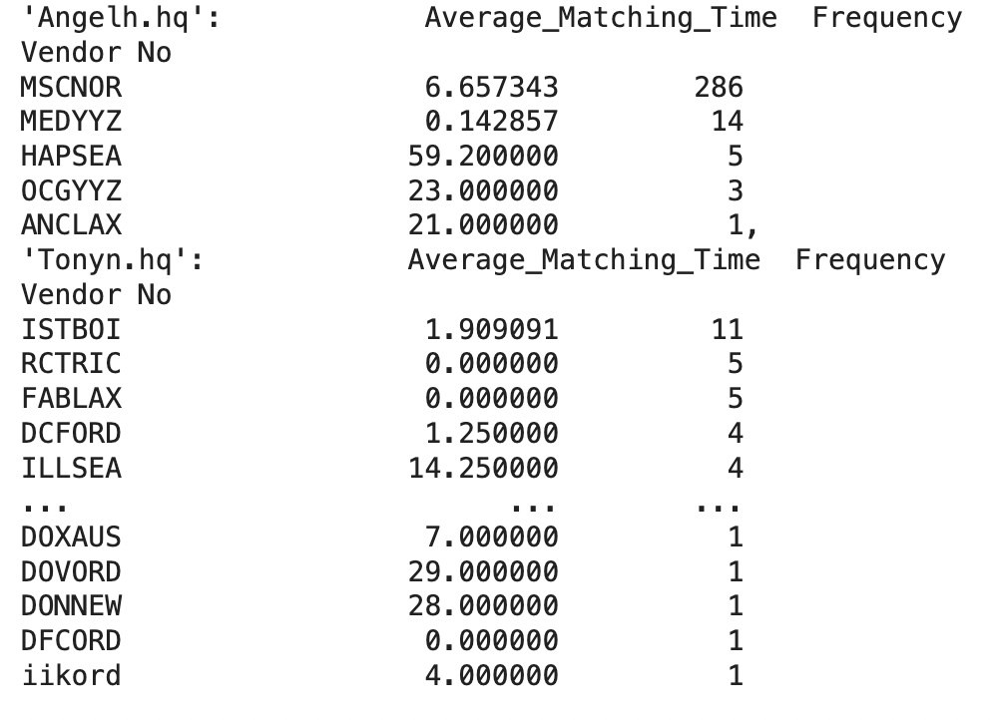 'Angelh.hq': Average_Matching_Time Frequency
Vendor No
MSCNOR 6.657343 286
MEDYYZ 0.142857 14
HAPSEA 59.200000 5
OCGYYZ 23.000000 3
ANCLAX 21.000000 1,
'Tonyn.hq': Average_Matching_Time Frequency
Vendor No
ISTBOI 1.909091 11
RCTRIC 0.000000 5
FABLAX 0.000000 5
DCFORD 1.250000 4
ILLSEA 14.250000 4
... ... ...
DOXAUS 7.000000 1
DOVORD 29.000000 1
DONNEW 28.000000 1
DFCORD 0.000000 1
iikord 4.000000 1